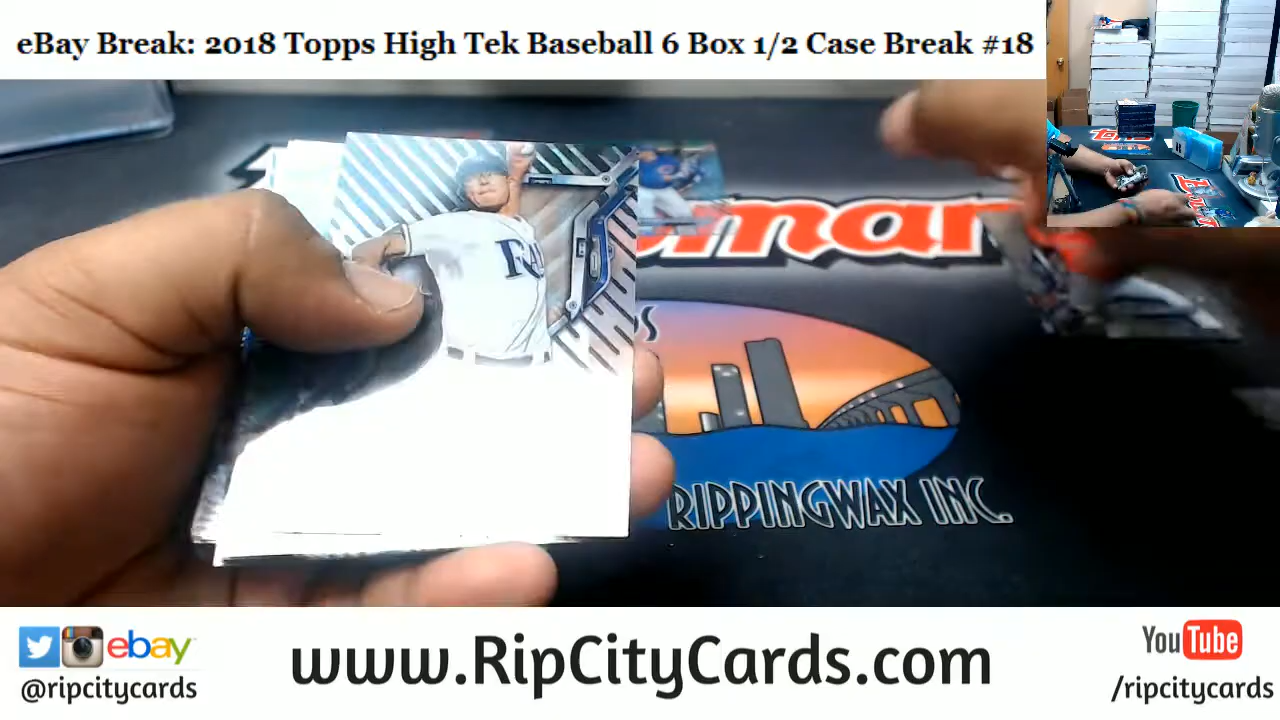 eBay Break: 2018 Topps High Tek Baseball 6 Box 1/2 Case Break #18
RIPPINGWAX INC.
ebay
@ripcitycards
www.RipCityCards.com
YouTube
/ripcitycards